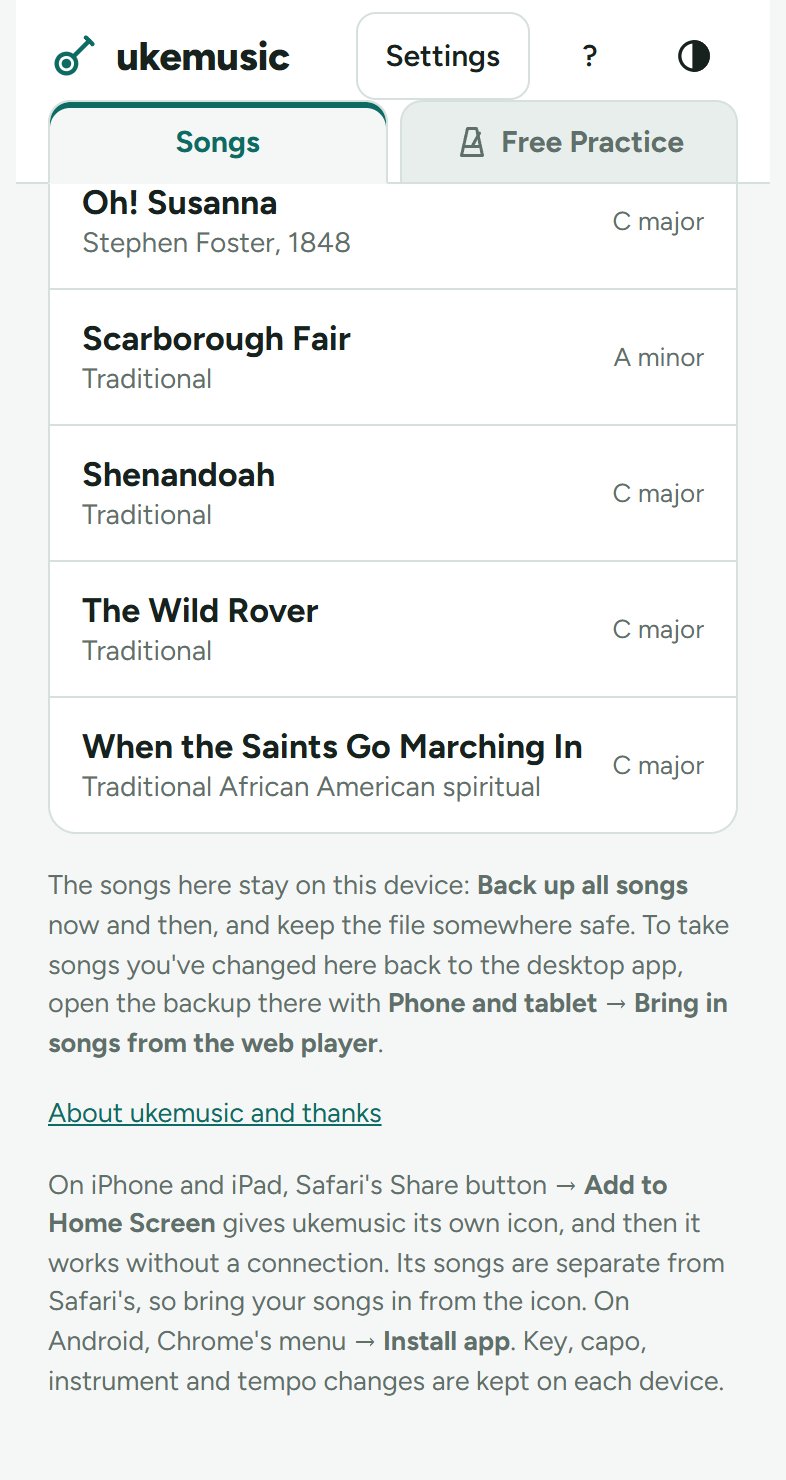 ukemusic
Settings
?
Songs
Free Practice
Oh! Susanna
Stephen Foster, 1848
C major
Scarborough Fair
Traditional
A minor
Shenandoah
Traditional
C major
The Wild Rover
Traditional
C major
When the Saints Go Marching In
Traditional African American spiritual
C major
The songs here stay on this device: Back up all songs
now and then, and keep the file somewhere safe. To take
songs you've changed here back to the desktop app,
open the backup there with Phone and tablet → Bring in
songs from the web player.
About ukemusic and thanks
On iPhone and iPad, Safari's Share button → Add to
Home Screen gives ukemusic its own icon, and then it
works without a connection. Its songs are separate from
Safari's, so bring your songs in from the icon. On
Android, Chrome's menu → Install app. Key, capo,
instrument and tempo changes are kept on each device.